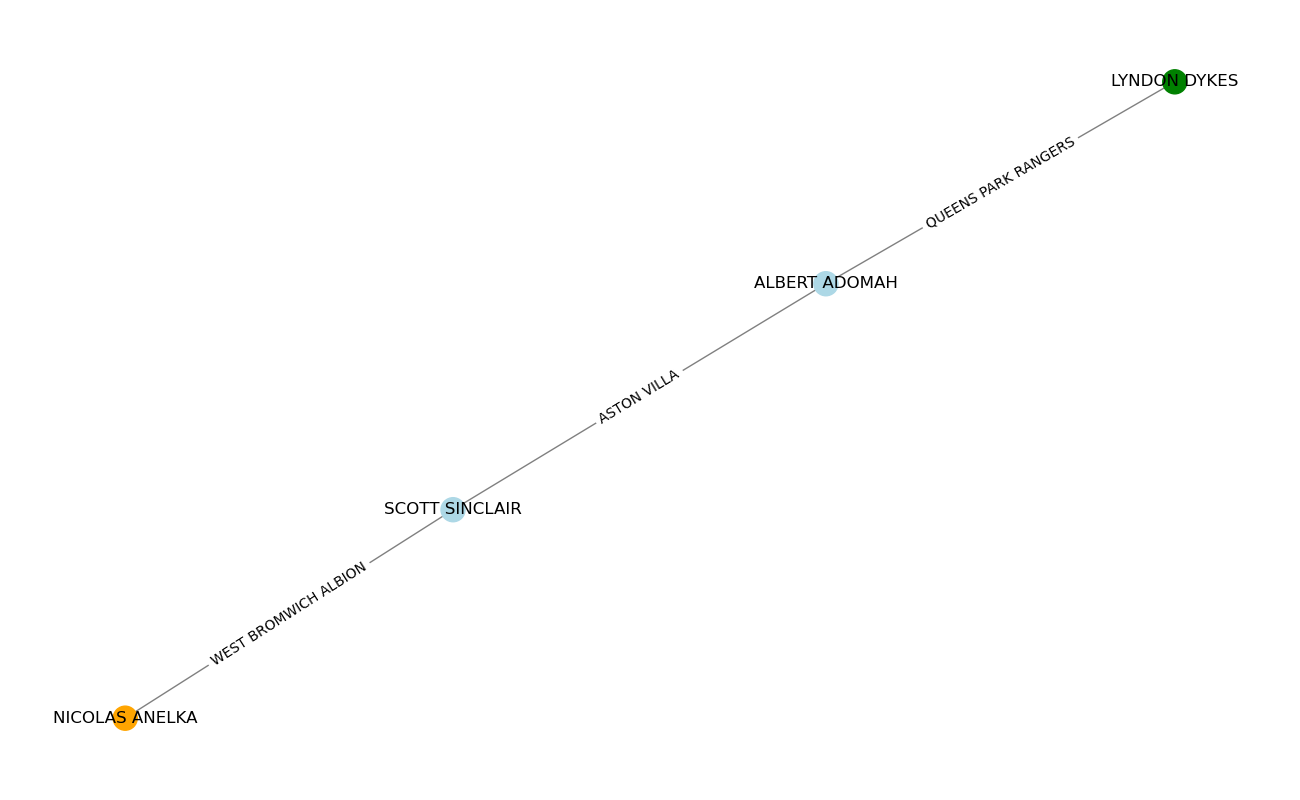 LYNDON DYKES
QUEENS PARK RANGERS
ALBERT ADOMAH
ASTON VILLA
SCOTT SINCLAIR
WEST BROMWICH ALBION
NICOLAS ANELKA